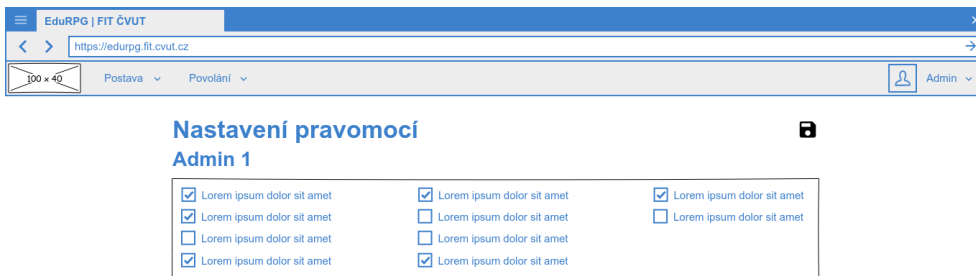 EduRPG | FIT ČVUT
https://edurpg.fit.cvut.cz
100 x 40 Postava Povolání Admin
Nastavení pravomocí
Admin 1
Lorem ipsum dolor sit amet Lorem ipsum dolor sit amet Lorem ipsum dolor sit amet
Lorem ipsum dolor sit amet Lorem ipsum dolor sit amet Lorem ipsum dolor sit amet
Lorem ipsum dolor sit amet Lorem ipsum dolor sit amet
Lorem ipsum dolor sit amet Lorem ipsum dolor sit amet